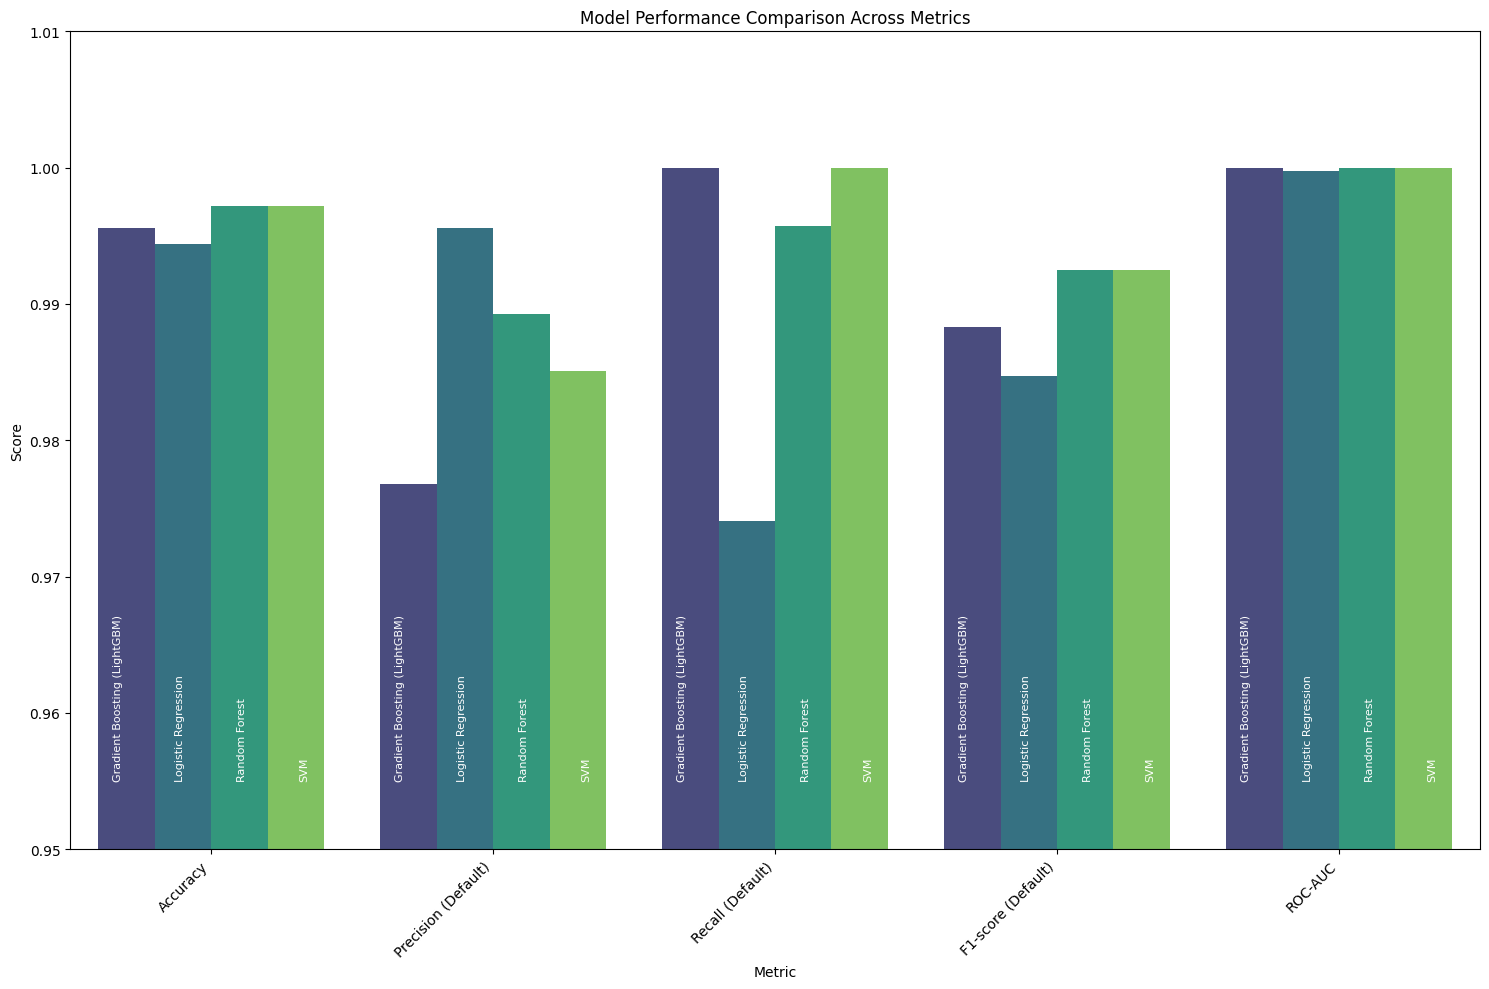 Model Performance Comparison Across Metrics
1.01
1.00
0.99
0.98
0.97
0.96
0.95
Score
Gradient Boosting (LightGBM)
Logistic Regression
Random Forest
SVM
Gradient Boosting (LightGBM)
Logistic Regression
Random Forest
SVM
Gradient Boosting (LightGBM)
Logistic Regression
Random Forest
SVM
Gradient Boosting (LightGBM)
Logistic Regression
Random Forest
SVM
Gradient Boosting (LightGBM)
Logistic Regression
Random Forest
SVM
Accuracy
Precision (Default)
Recall (Default)
F1-score (Default)
ROC-AUC
Metric